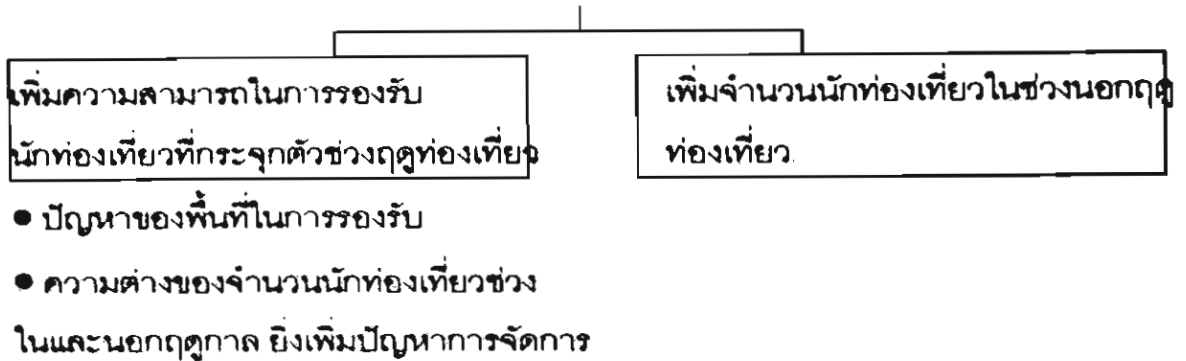 เพิ่มความสามารถในการรองรับ
นักท่องเที่ยวที่กระจุกตัวช่วงฤดูท่องเที่ยว
เพิ่มจำนวนนักท่องเที่ยวในช่วงนอกฤดู
ท่องเที่ยว
● ปัญหาของพื้นที่ในการรองรับ
● ความต่างของจำนวนนักท่องเที่ยวช่วง
ในและนอกฤดูกาล ยิ่งเพิ่มปัญหาการจัดการ